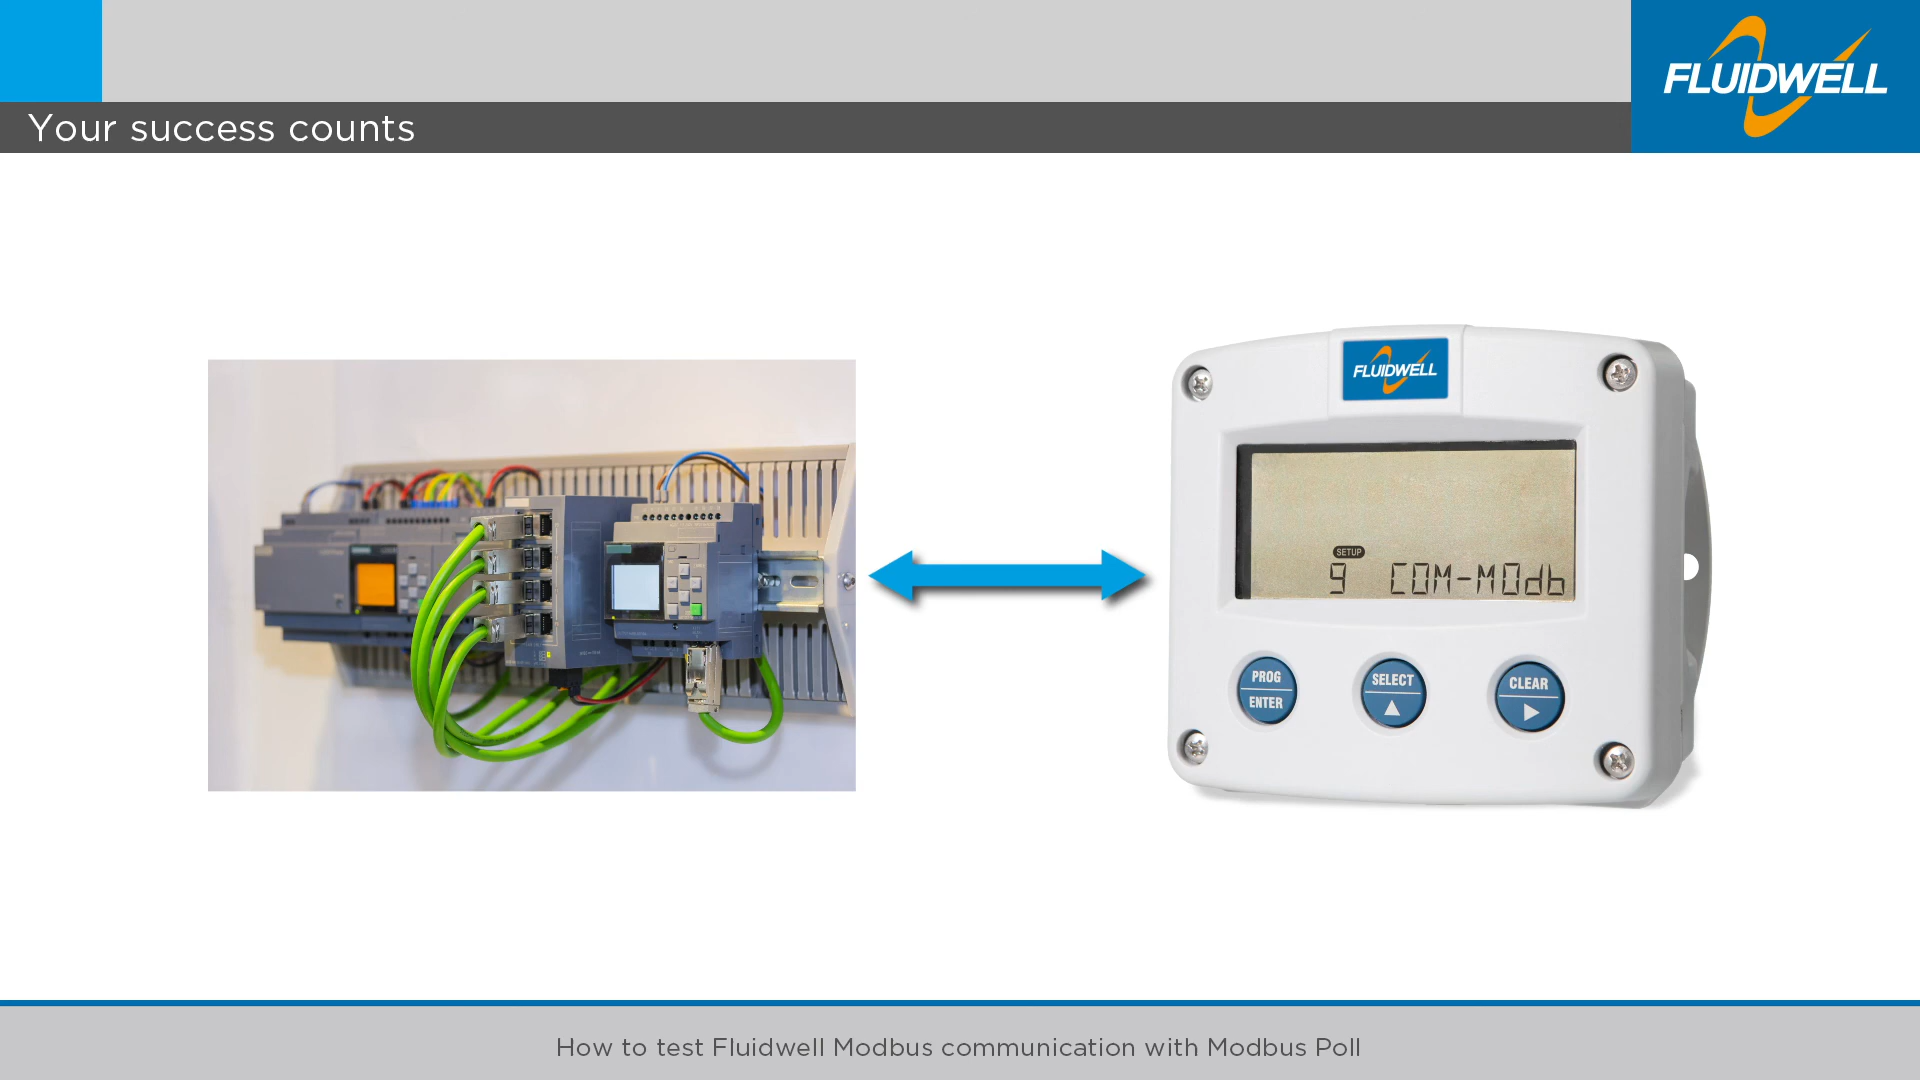 FLUIDWELL
Your success counts
FLUIDWELL
SETUP
9 COM-MOdb
PROG
ENTER
SELECT
CLEAR
How to test Fluidwell Modbus communication with Modbus Poll